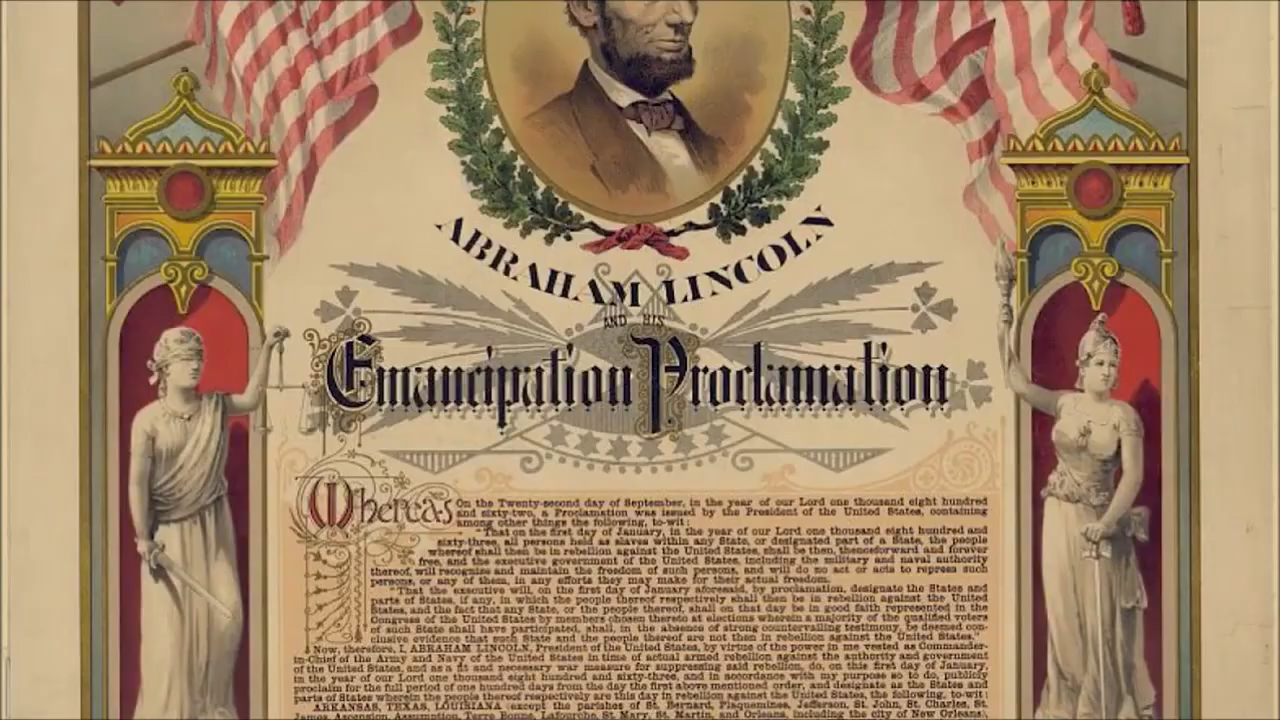 ABRAHAM LINCOLN
AND HIS
Emancipation Proclamation
Whereas On the Twenty-second day of September, in the year of our Lord one thousand eight hundred
and sixty-two, a Proclamation was issued by the President of the United States, containing
among other things the following, to-wit:
"That on the first day of January, in the year of our Lord one thousand eight hundred and
sixty-three, all persons held as slaves within any State, or designated part of a State, the people
whereof shall then be in rebellion against the United States, shall be then, thenceforward and forever
free, and the executive government of the United States, including the military and naval authority
thereof, will recognise and maintain the freedom of such persons, and will do no act or acts to repress such
persons, or any of them, in any efforts they may make for their actual freedom.
"That the executive will, on the first day of January aforesaid, by proclamation, designate the States and
parts of States, if any, in which the people thereof respectively shall then be in rebellion against the United
States, and the fact that any State, or the people thereof, shall on that day be in good faith represented in the
Congress of the United States by members chosen thereto at elections wherein a majority of the qualified voters
of such State shall have participated, shall, in the absence of strong countervailing testimony, be deemed con-
clusive evidence that such State and the people thereof are not then in rebellion against the United States."
Now, therefore, I, ABRAHAM LINCOLN, President of the United States, by virtue of the power in me vested as Commander-
in-Chief of the Army and Navy of the United States in time of actual armed rebellion against the authority and government
of the United States, and as a fit and necessary war measure for suppressing said rebellion, do, on this first day of January,
in the year of our Lord one thousand eight hundred and sixty-three, and in accordance with my purpose so to do, publicly
proclaim for the full period of one hundred days from the day the first above mentioned order, and designate as the States and
parts of States wherein the people thereof respectively are this day in rebellion against the United States, the following, to-wit:
ARKANSAS, TEXAS, LOUISIANA (except the parishes of St. Bernard, Plaquemines, Jefferson, St. John, St. Charles, St.
James, Ascension, Assumption, Terre Bonne, Lafourche, St. Mary, St. Martin, and Orleans, including the city of New Orleans),